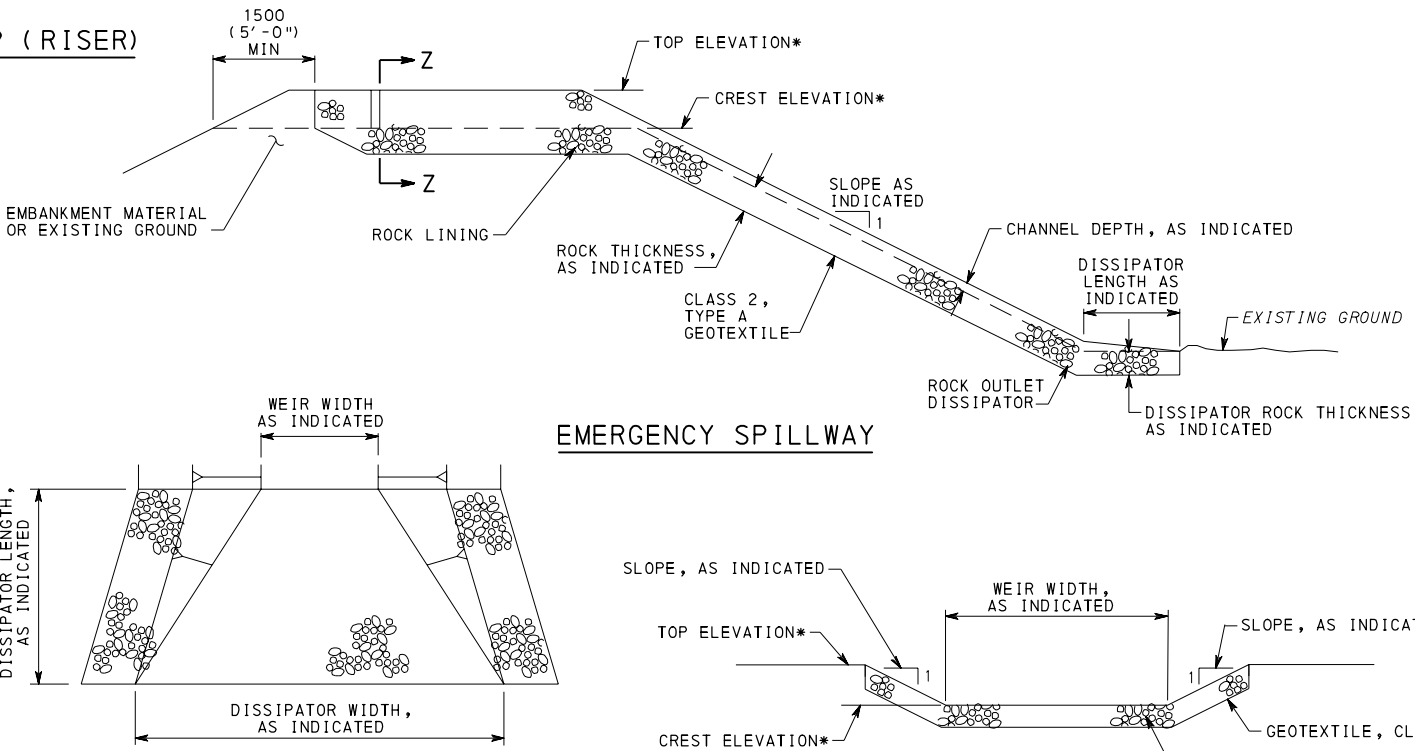 (RISER)
1500
(5'-0")
MIN
Z
TOP ELEVATION*
CREST ELEVATION*
Z
EMBANKMENT MATERIAL
OR EXISTING GROUND
ROCK LINING
ROCK THICKNESS,
AS INDICATED
CLASS 2,
TYPE A
GEOTEXTILE
SLOPE AS
INDICATED
1
CHANNEL DEPTH, AS INDICATED
DISSIPATOR
LENGTH AS
INDICATED
EXISTING GROUND
ROCK OUTLET
DISSIPATOR
DISSIPATOR ROCK THICKNESS
AS INDICATED
EMERGENCY SPILLWAY
WEIR WIDTH
AS INDICATED
DISSIPATOR LENGTH,
AS INDICATED
DISSIPATOR WIDTH,
AS INDICATED
SLOPE, AS INDICATED
WEIR WIDTH,
AS INDICATED
TOP ELEVATION*
1
1
SLOPE, AS
CREST ELEVATION*
GEOTEXTILE,